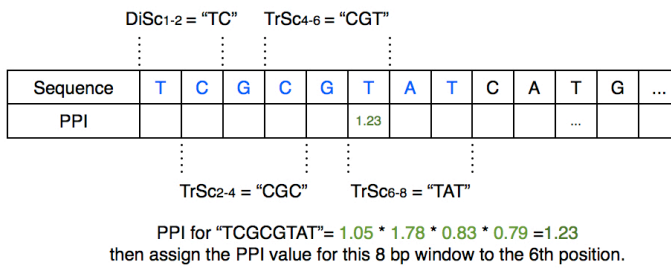 DiSc1-2 = “TC” TrSc4-6 = “CGT”
Sequence T C G C G T A T C A T G ...
PPI 1.23 ...
TrSc2-4 = “CGC” TrSc6-8 = “TAT”
PPI for “TCGCGTAT”= 1.05 * 1.78 * 0.83 * 0.79 =1.23
then assign the PPI value for this 8 bp window to the 6th position.